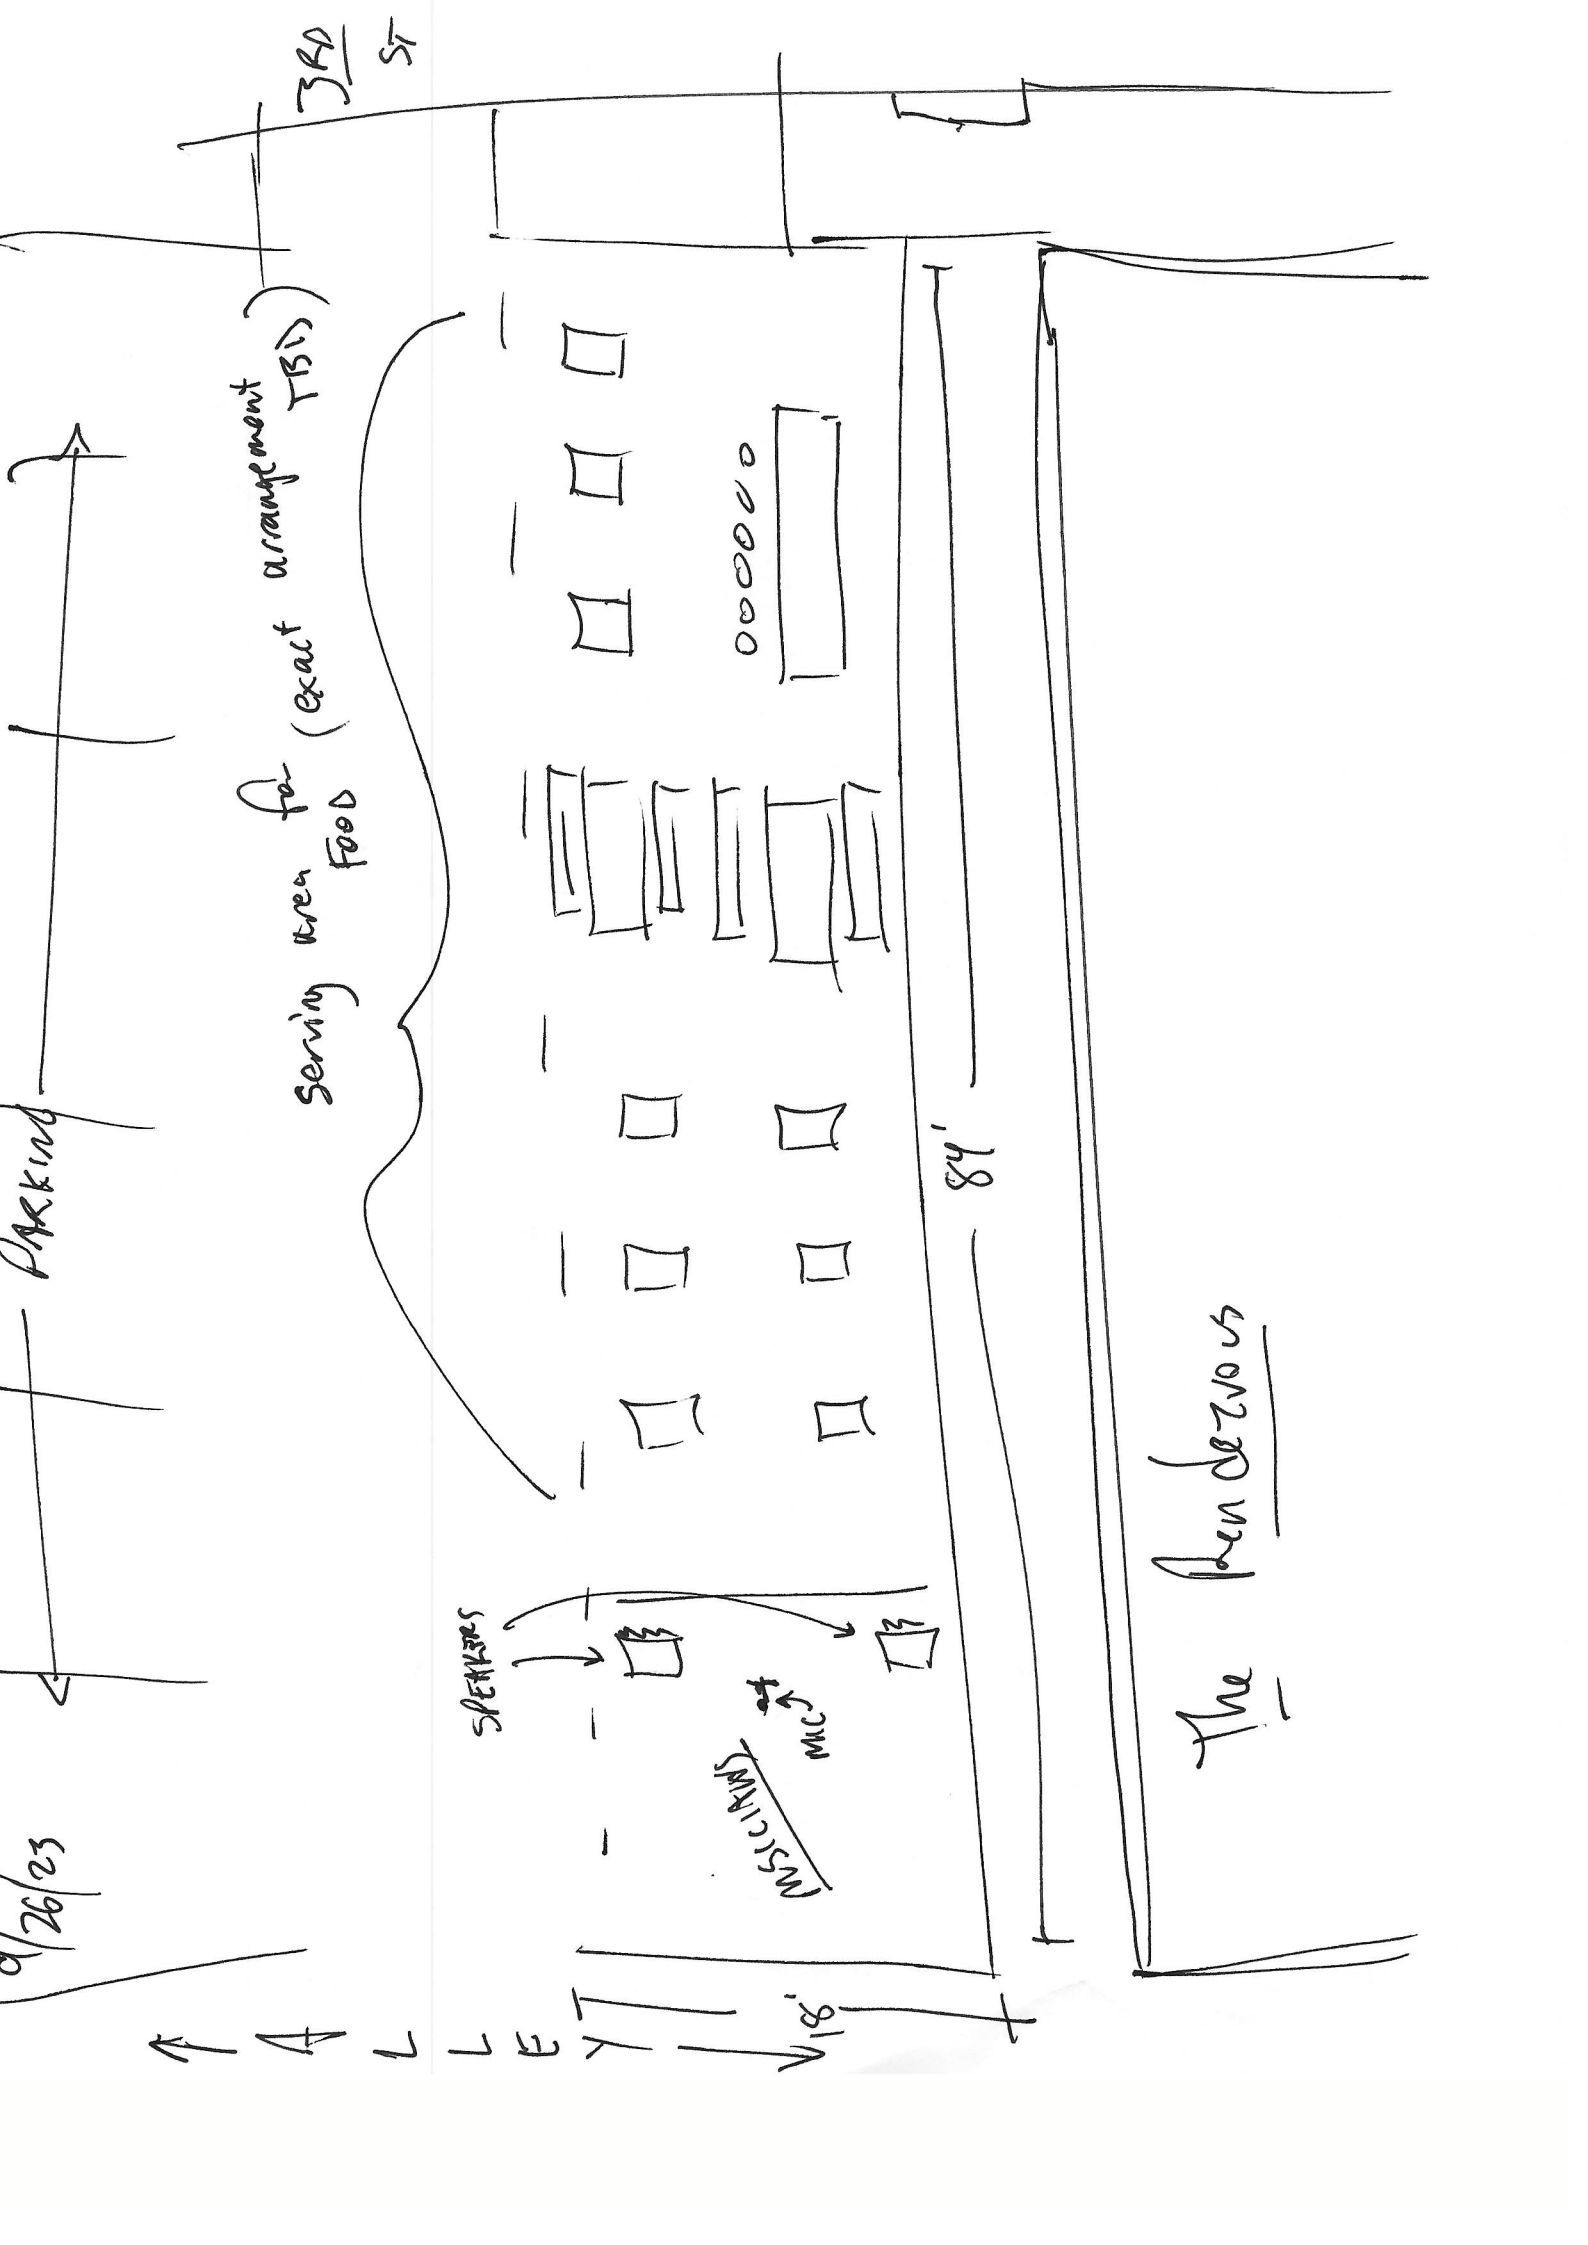 9/26/23
PARKING
3RD
ST
serving area for
FOOD
(exact arrangement
TBD)
SPEAKERS
MIC
MUSICIANS
84'
18'
ALLEY
The Rendezvous